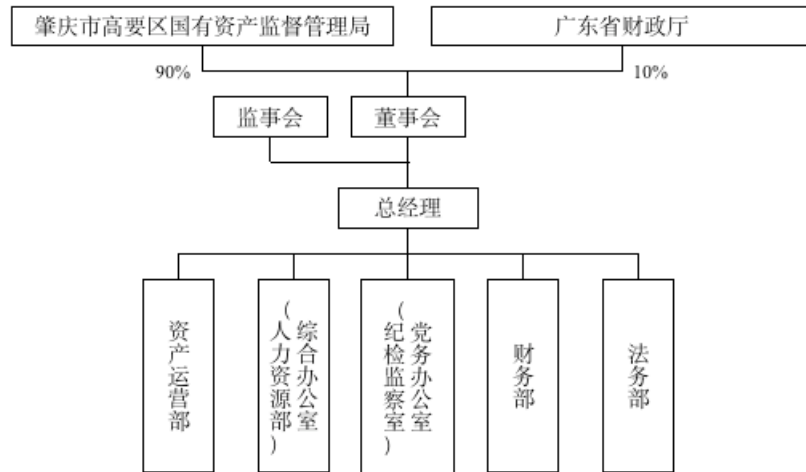 肇庆市高要区国有资产监督管理局
广东省财政厅
90%
10%
监事会
董事会
总经理
资产运营部
综合办公室
(人力资源部)
党务办公室
(纪检监察室)
财务部
法务部